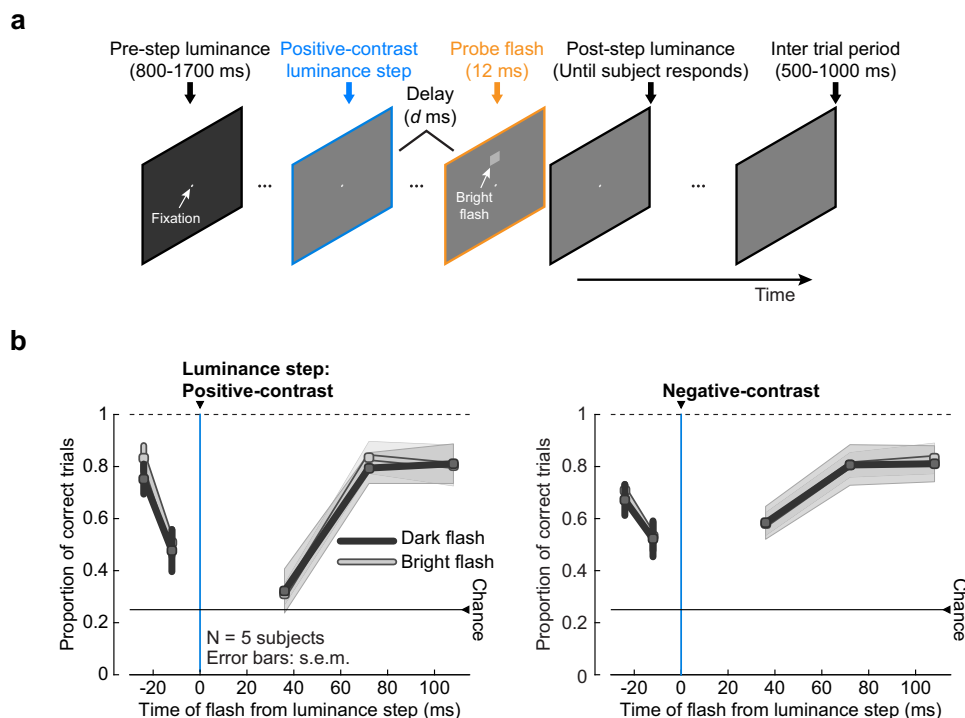 a
Pre-step luminance
(800-1700 ms)
Positive-contrast
luminance step
Probe flash
(12 ms)
Post-step luminance
(Until subject responds)
Inter trial period
(500-1000 ms)
Delay
(d ms)
Fixation
...
...
Bright
flash
...
Time
b
Luminance step:
Positive-contrast
Proportion of correct trials
1
0.8
0.6
0.4
0.2
0
Dark flash
Bright flash
Chance
N = 5 subjects
Error bars: s.e.m.
-20 0 20 40 60 80 100
Time of flash from luminance step (ms)
Negative-contrast
Proportion of correct trials
1
0.8
0.6
0.4
0.2
0
Chance
-20 0 20 40 60 80 100
Time of flash from luminance step (ms)